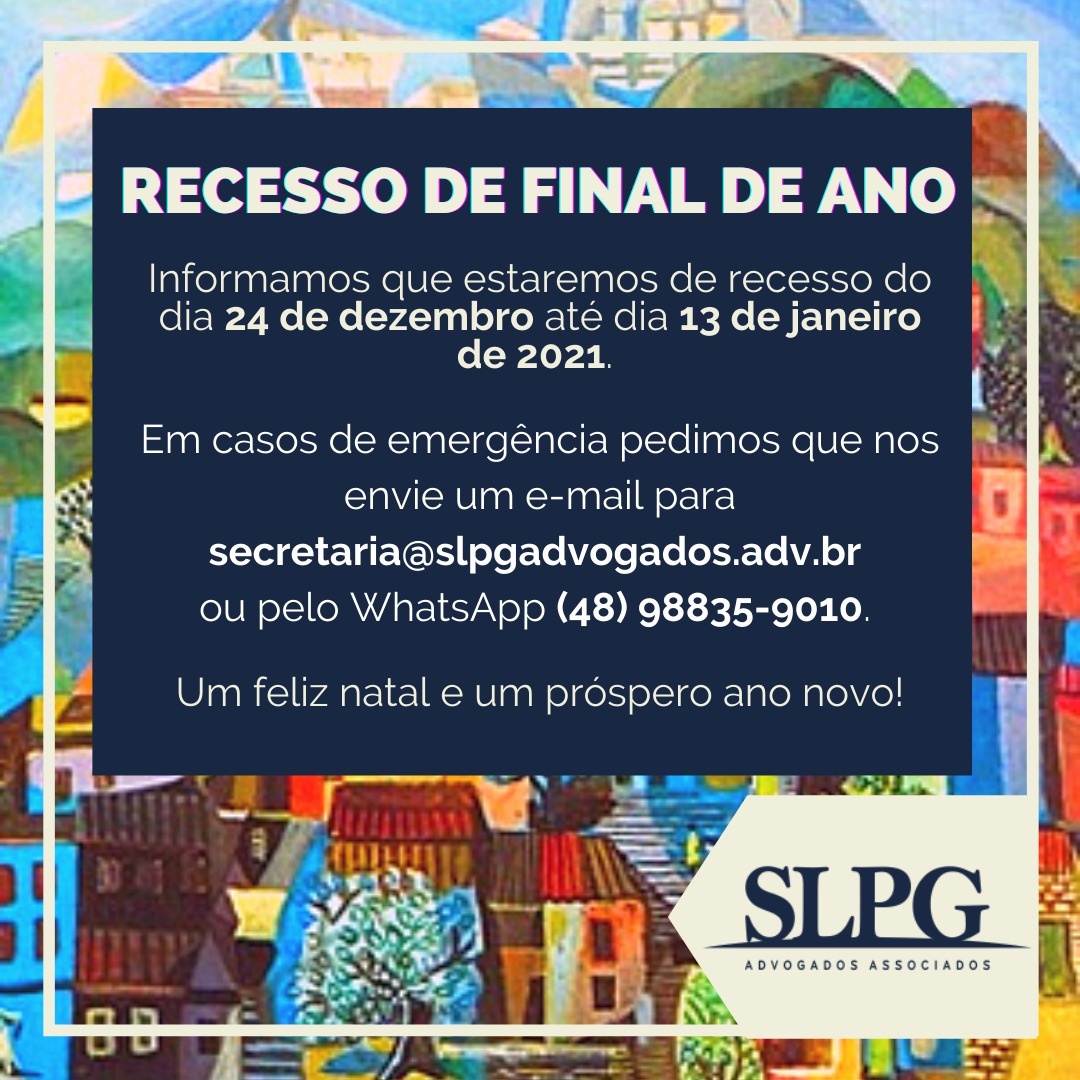 RECESSO DE FINAL DE ANO
Informamos que estaremos de recesso do
dia 24 de dezembro até dia 13 de janeiro
de 2021.
Em casos de emergência pedimos que nos
envie um e-mail para
secretaria@slpgadvogados.adv.br
ou pelo WhatsApp (48) 98835-9010.
Um feliz natal e um próspero ano novo!
SLPG
ADVOGADOS ASSOCIADOS